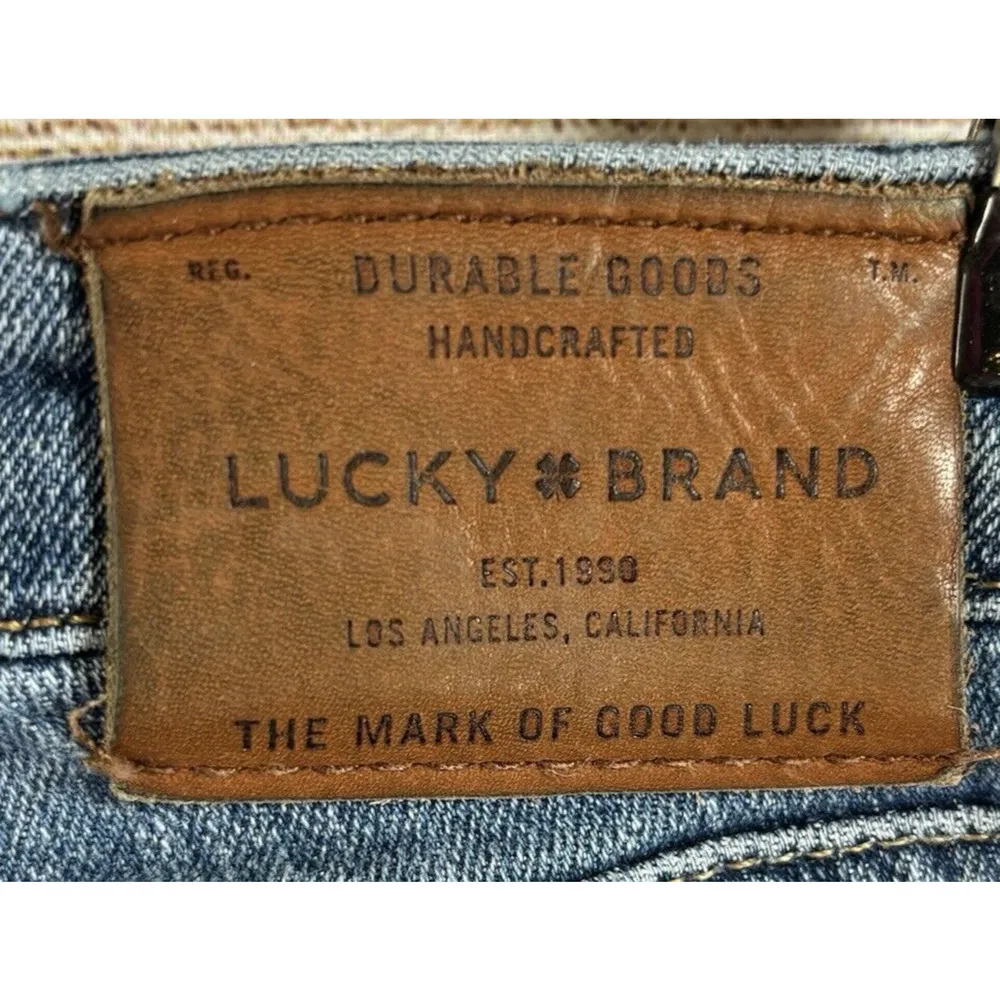 REG. DURABLE GOODS T.M.
HANDCRAFTED
LUCKY BRAND
EST.1990
LOS ANGELES, CALIFORNIA
THE MARK OF GOOD LUCK